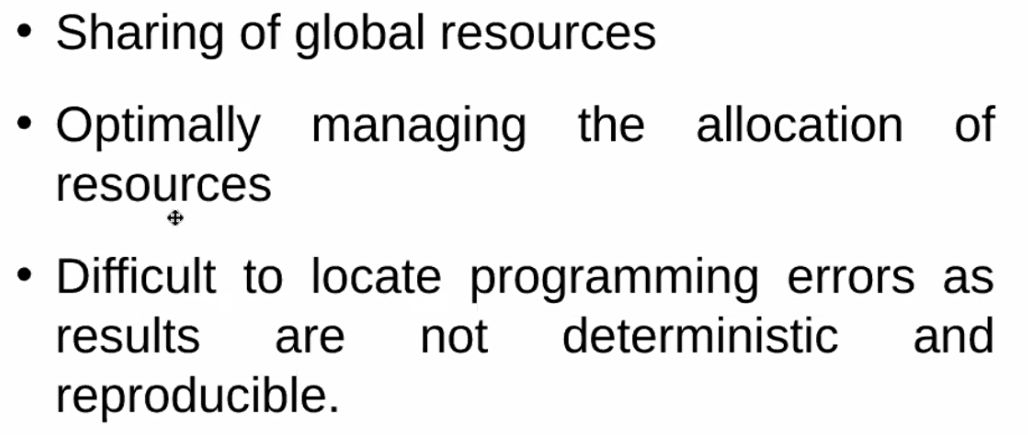 • Sharing of global resources
• Optimally managing the allocation of
resources
• Difficult to locate programming errors as
results are not deterministic and
reproducible.